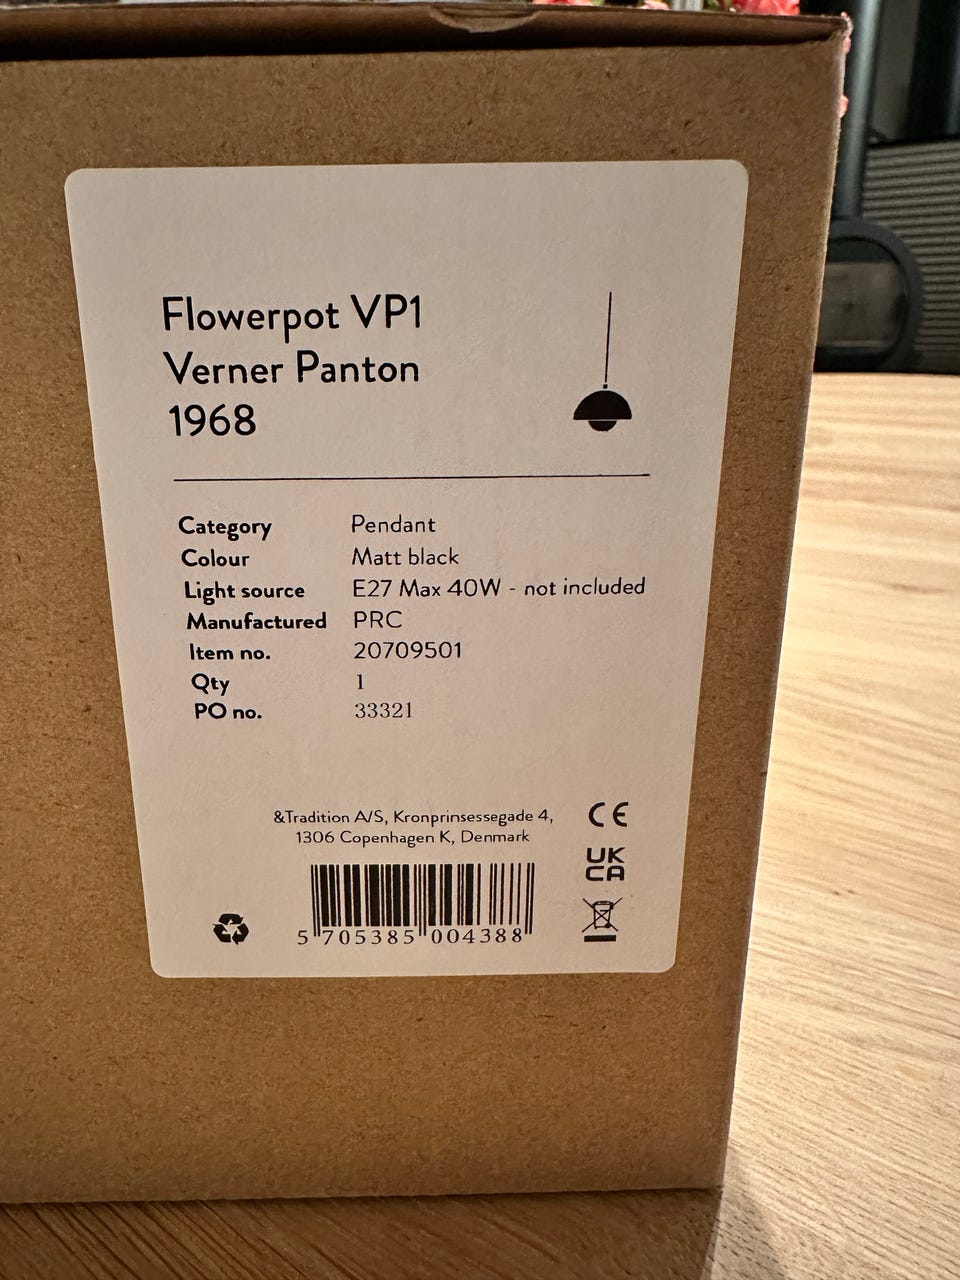 Flowerpot VP1
Verner Panton
1968
Category Pendant
Colour Matt black
Light source E27 Max 40W - not included
Manufactured PRC
Item no. 20709501
Qty 1
PO no. 33321
&Tradition A/S, Kronprinsessegade 4,
1306 Copenhagen K, Denmark
CE
UK
CA
5 705385 004388